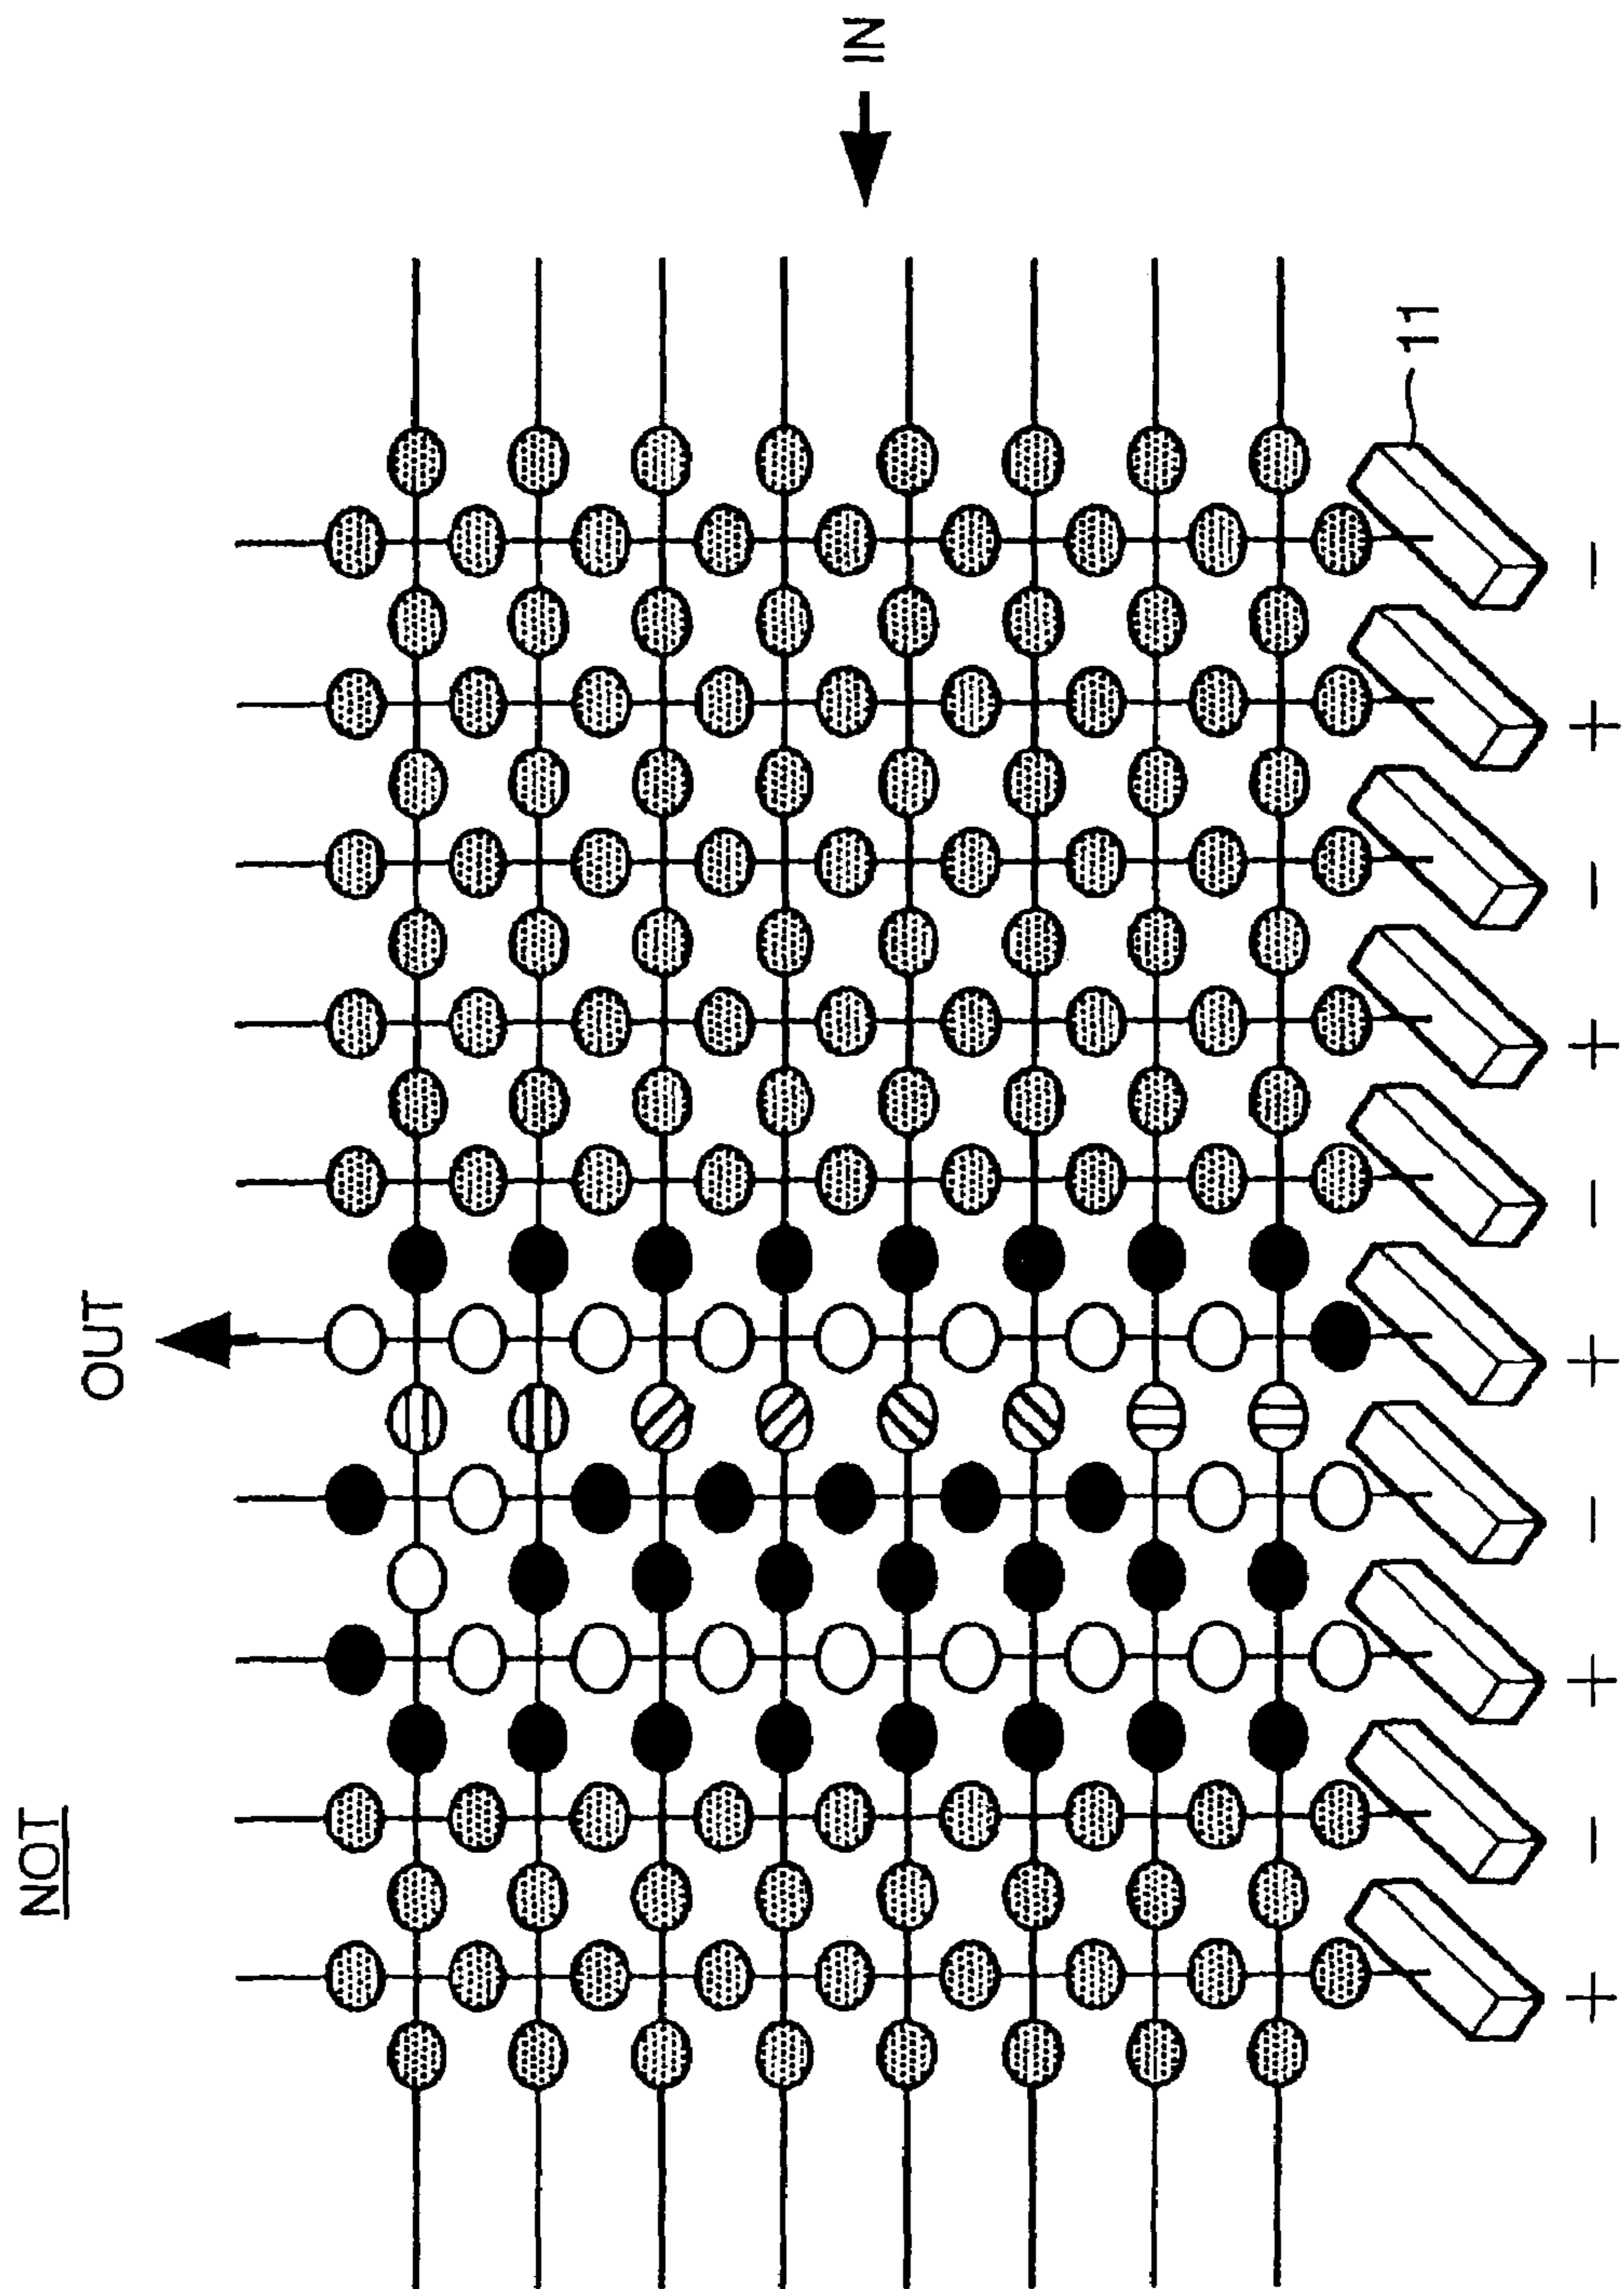 NOT
OUT
IN
11
+ − + − + − + − + −